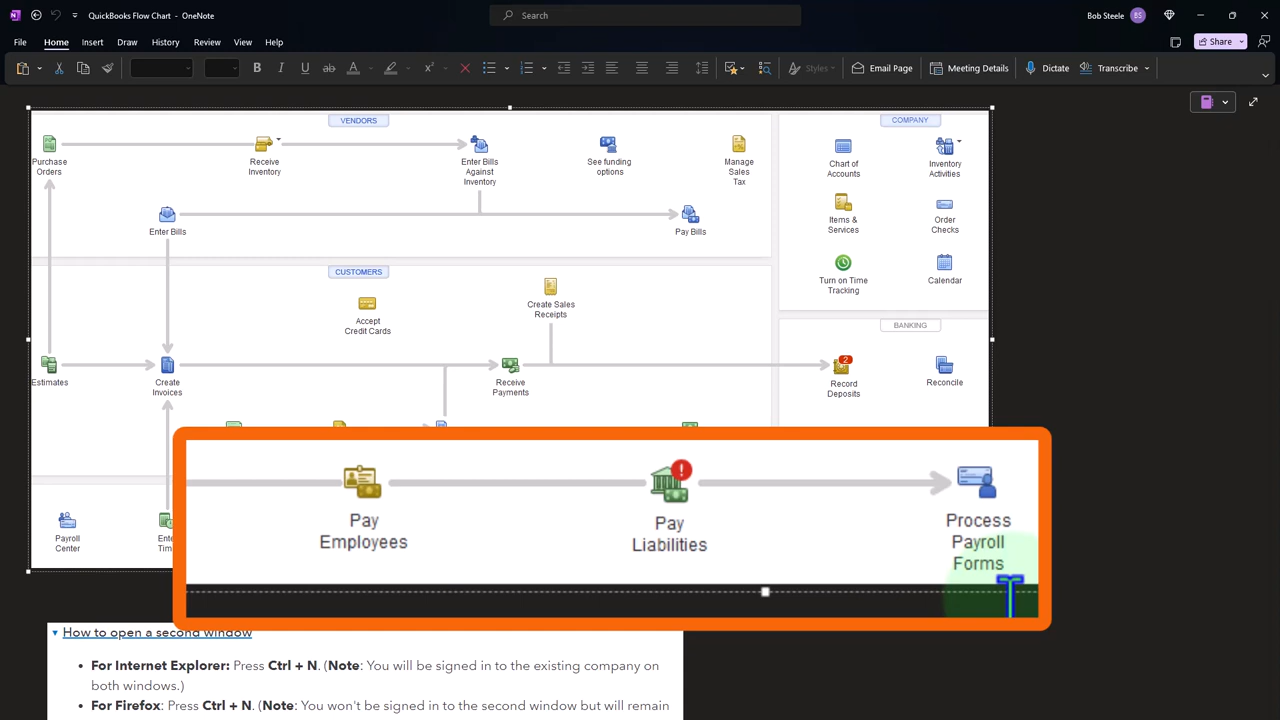 QuickBooks Flow Chart - OneNote
Search
Bob Steele
BS
File Home Insert Draw History Review View Help
Share
Styles
Email Page
Meeting Details
Dictate
Transcribe
VENDORS
COMPANY
Purchase
Orders
Receive
Inventory
Enter Bills
Against
Inventory
See funding
options
Manage
Sales
Tax
Chart of
Accounts
Inventory
Activities
Enter Bills
Pay Bills
Items &
Services
Order
Checks
Turn on Time
Tracking
Calendar
CUSTOMERS
Accept
Credit Cards
Create Sales
Receipts
BANKING
Estimates
Create
Invoices
Receive
Payments
2
Record
Deposits
Reconcile
Payroll
Center
Pay
Employees
Pay
Liabilities
Process
Payroll
Forms
How to open a second window
• For Internet Explorer: Press Ctrl + N. (Note: You will be signed in to the existing company on
both windows.)
• For Firefox: Press Ctrl + N. (Note: You won't be signed in to the second window but will remain